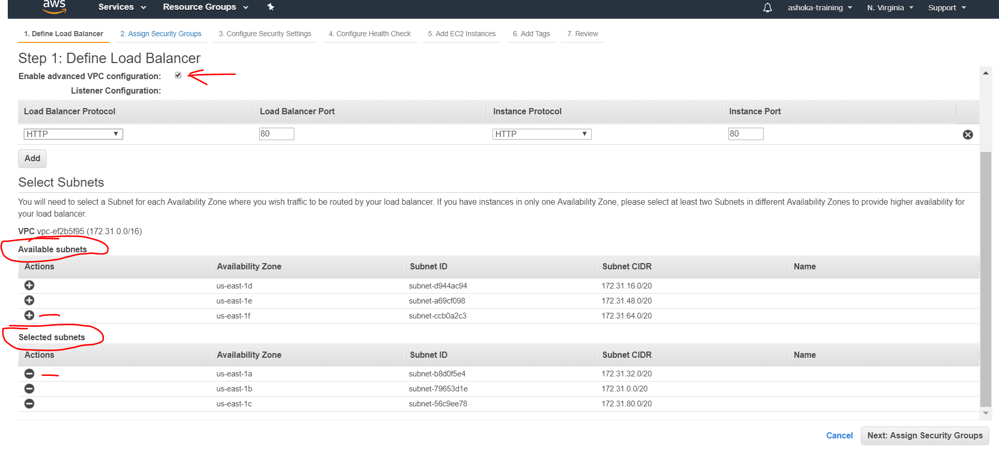 aws Services Resource Groups ashoka-training N. Virginia Support
1. Define Load Balancer 2. Assign Security Groups 3. Configure Security Settings 4. Configure Health Check 5. Add EC2 Instances 6. Add Tags 7. Review
Step 1: Define Load Balancer
Enable advanced VPC configuration:
Listener Configuration:
Load Balancer Protocol Load Balancer Port Instance Protocol Instance Port
HTTP 80 HTTP 80
Add
Select Subnets
You will need to select a Subnet for each Availability Zone where you wish traffic to be routed by your load balancer. If you have instances in only one Availability Zone, please select at least two Subnets in different Availability Zones to provide higher availability for
your load balancer.
VPC vpc-ef2b5f95 (172.31.0.0/16)
Available subnets
Actions Availability Zone Subnet ID Subnet CIDR Name
us-east-1d subnet-d944ac94 172.31.16.0/20
us-east-1e subnet-a69cf098 172.31.48.0/20
us-east-1f subnet-ccb0a2c3 172.31.64.0/20
Selected subnets
Actions Availability Zone Subnet ID Subnet CIDR Name
us-east-1a subnet-b8d0f5e4 172.31.32.0/20
us-east-1b subnet-79653d1e 172.31.0.0/20
us-east-1c subnet-56c9ee78 172.31.80.0/20
Cancel Next: Assign Security Groups